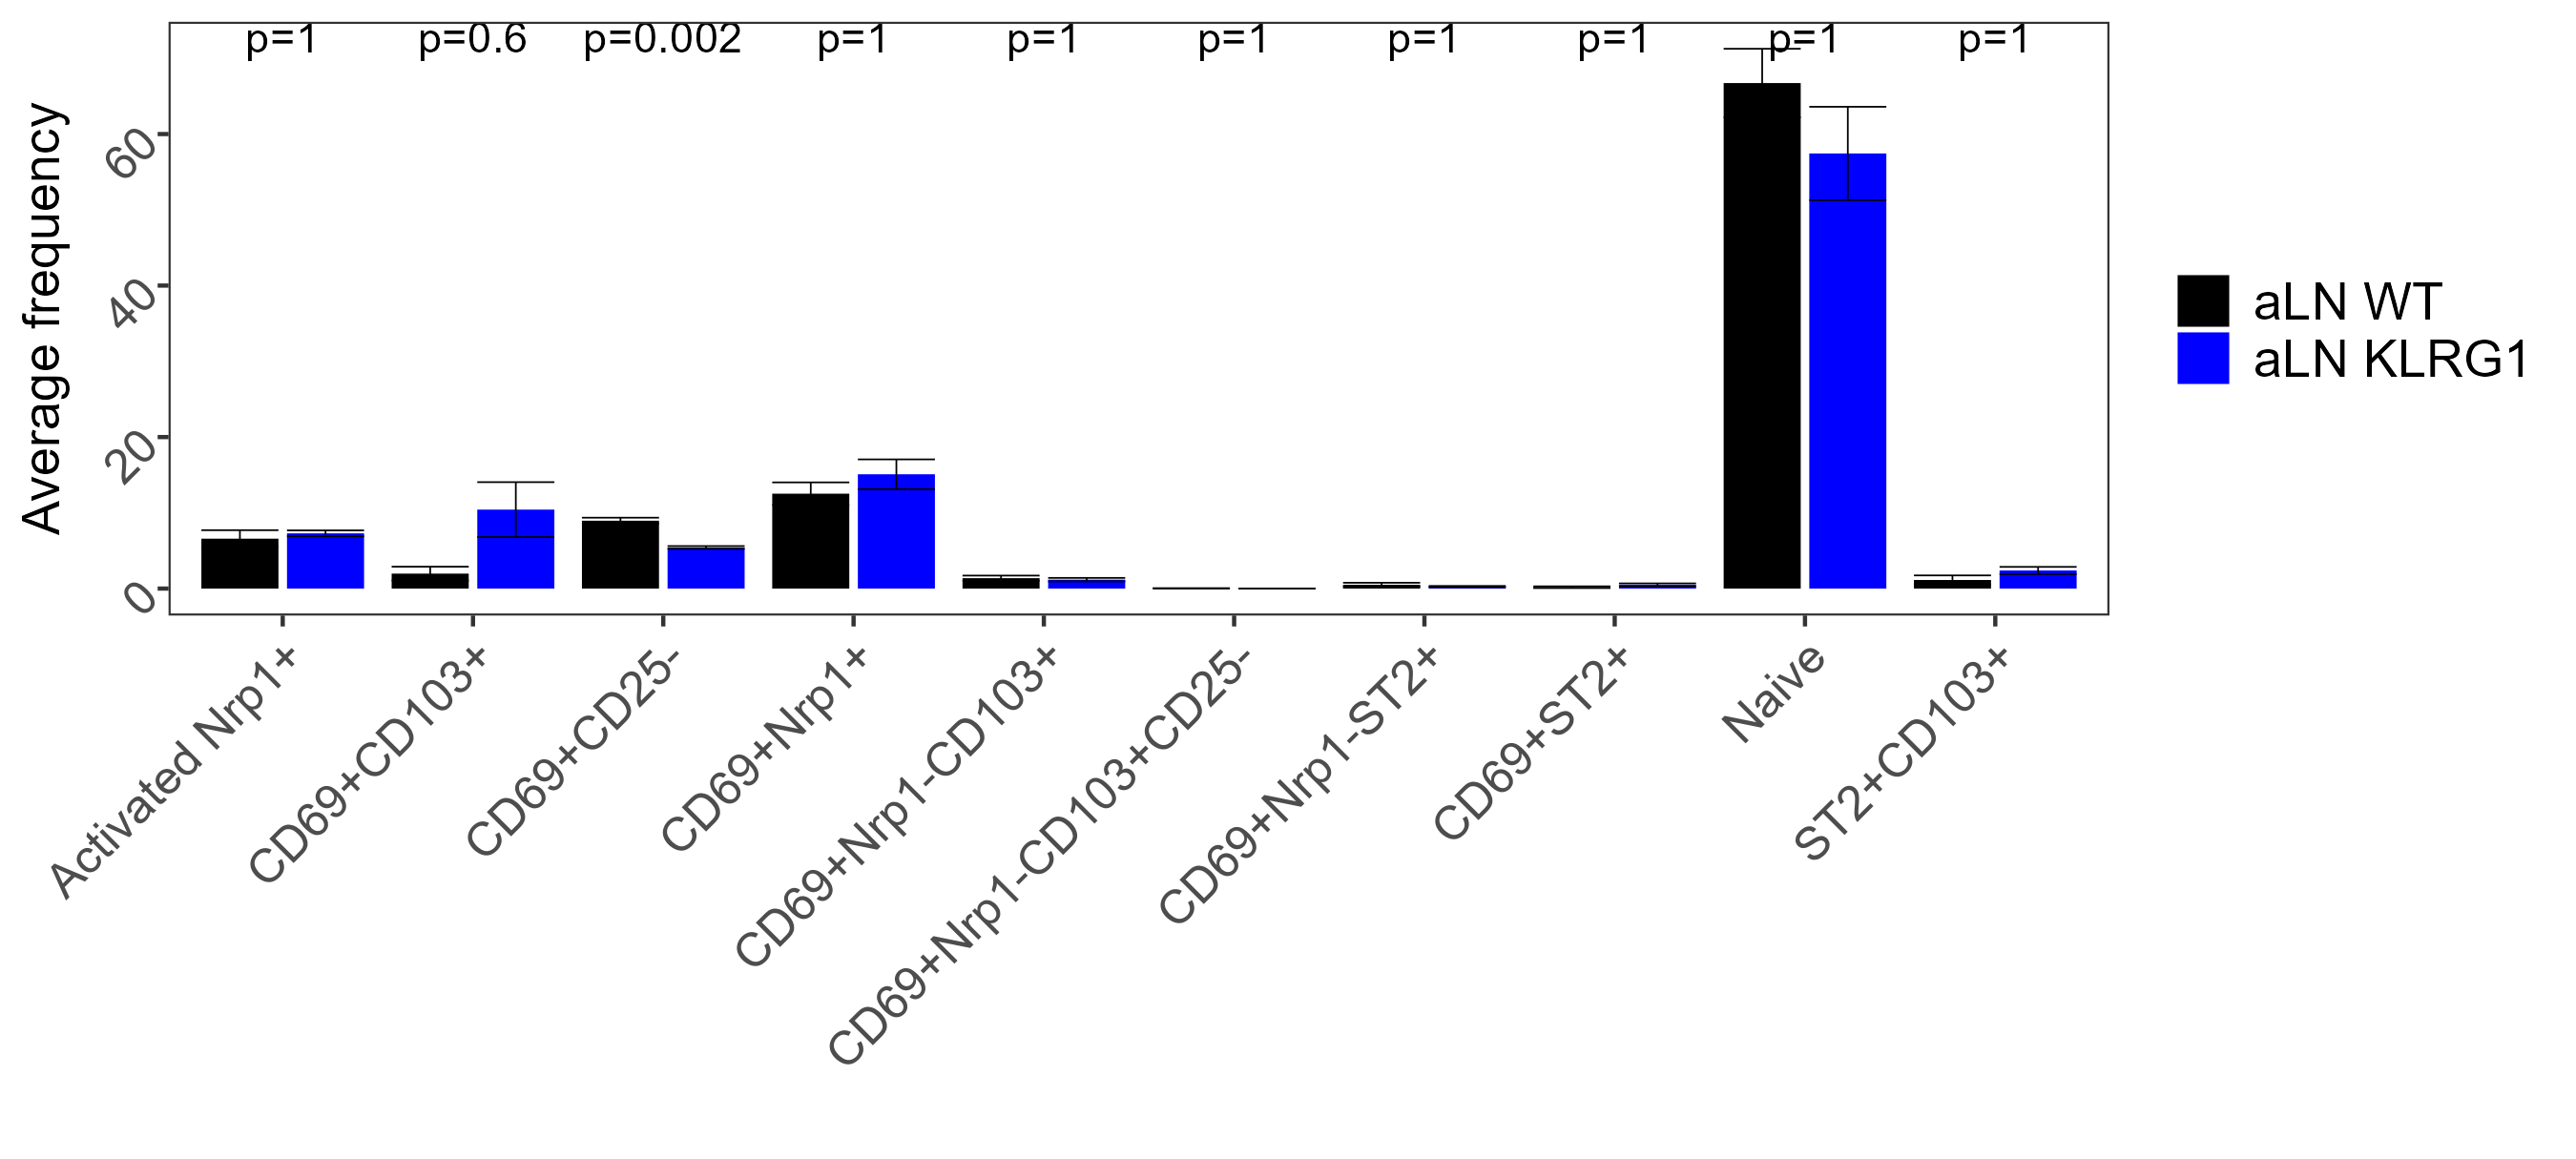 p=1 p=0.6 p=0.002 p=1 p=1 p=1 p=1 p=1 p=1 p=1
Average frequency
60
40
20
0
aLN WT
aLN KLRG1
Activated Nrp1+
CD69+CD103+
CD69+CD25-
CD69+Nrp1+
CD69+Nrp1-CD103+
CD69+Nrp1-CD103+CD25-
CD69+Nrp1-ST2+
CD69+ST2+
Naive
ST2+CD103+